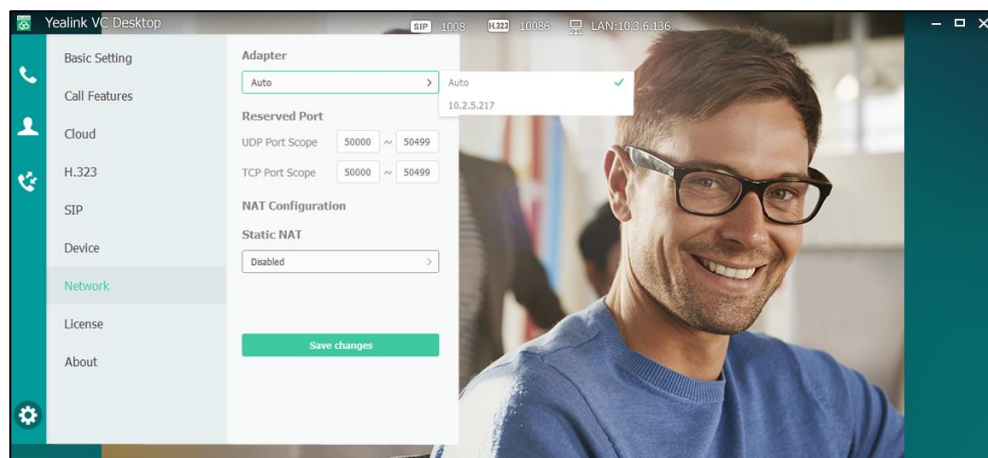 Yealink VC Desktop
SIP 1008 H.323 10086 LAN:10.3.6.136
Basic Setting
Call Features
Cloud
H.323
SIP
Device
Network
License
About
Adapter
Auto
Auto
10.2.5.217
Reserved Port
UDP Port Scope 50000 ~ 50499
TCP Port Scope 50000 ~ 50499
NAT Configuration
Static NAT
Disabled
Save changes